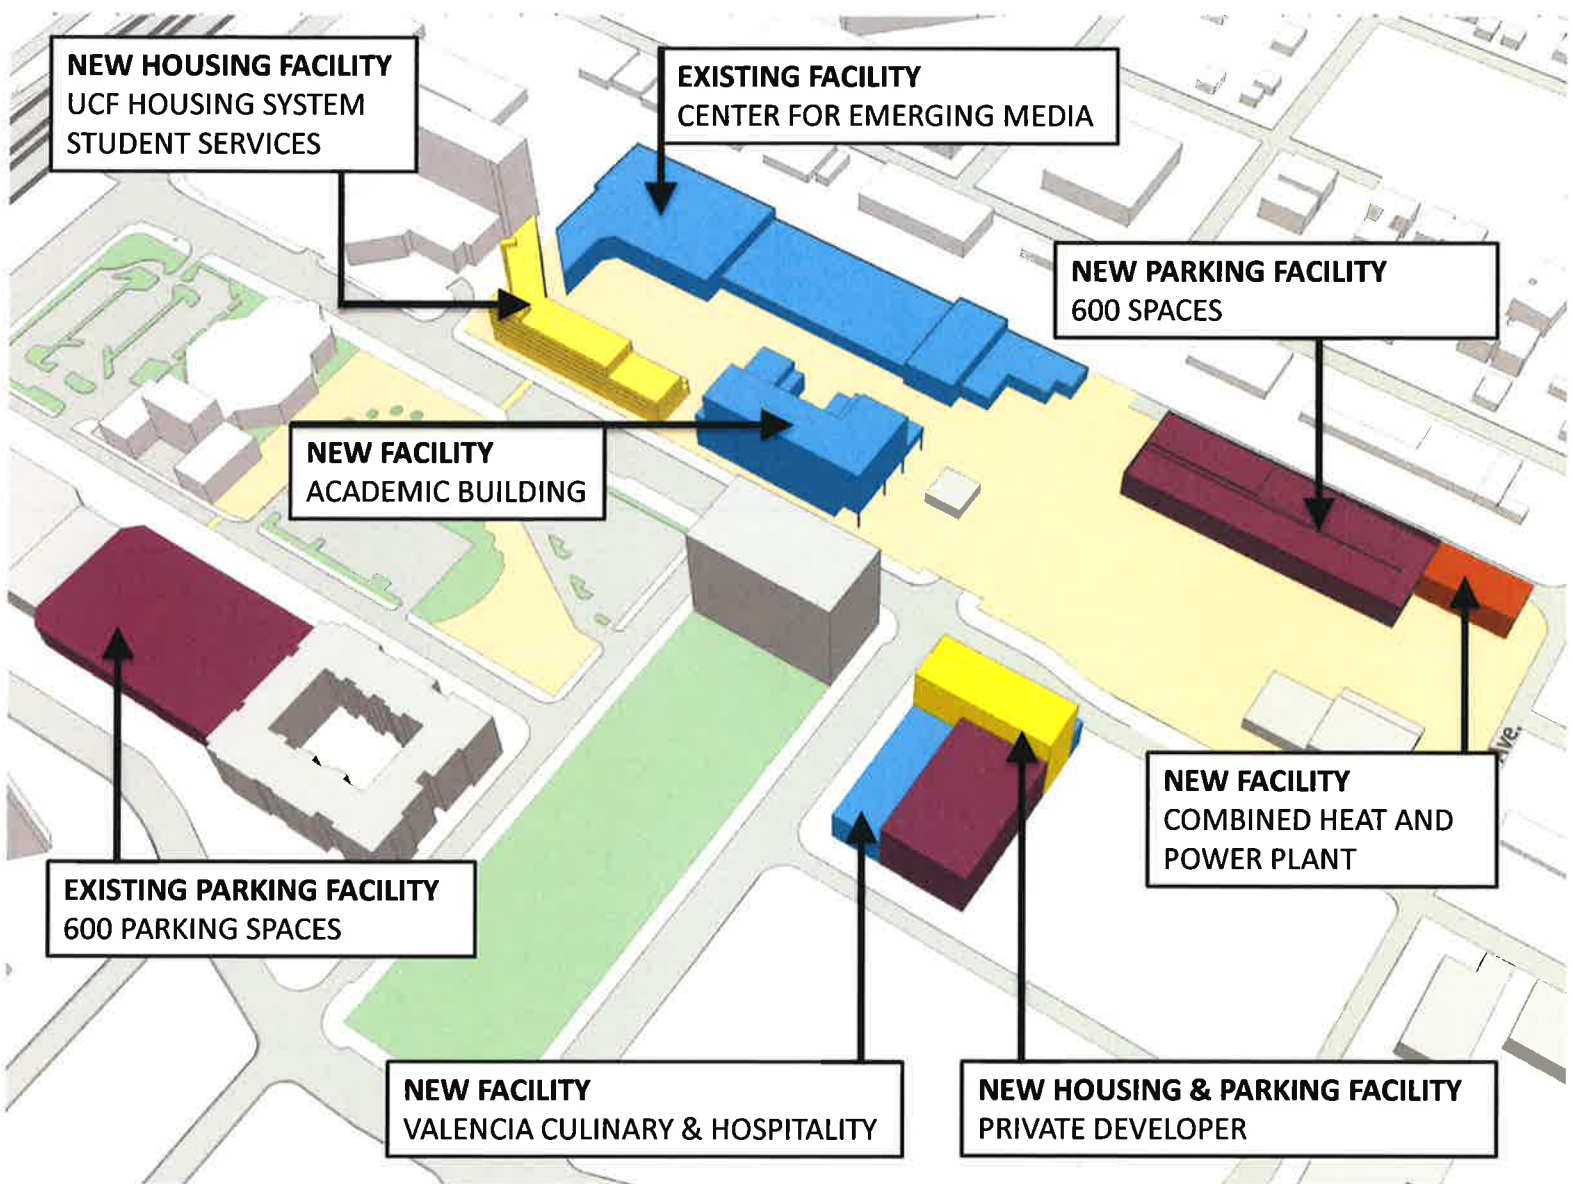 NEW HOUSING FACILITY
UCF HOUSING SYSTEM
STUDENT SERVICES
EXISTING FACILITY
CENTER FOR EMERGING MEDIA
NEW PARKING FACILITY
600 SPACES
NEW FACILITY
ACADEMIC BUILDING
Ave.
NEW FACILITY
COMBINED HEAT AND
POWER PLANT
EXISTING PARKING FACILITY
600 PARKING SPACES
NEW FACILITY
VALENCIA CULINARY & HOSPITALITY
NEW HOUSING & PARKING FACILITY
PRIVATE DEVELOPER